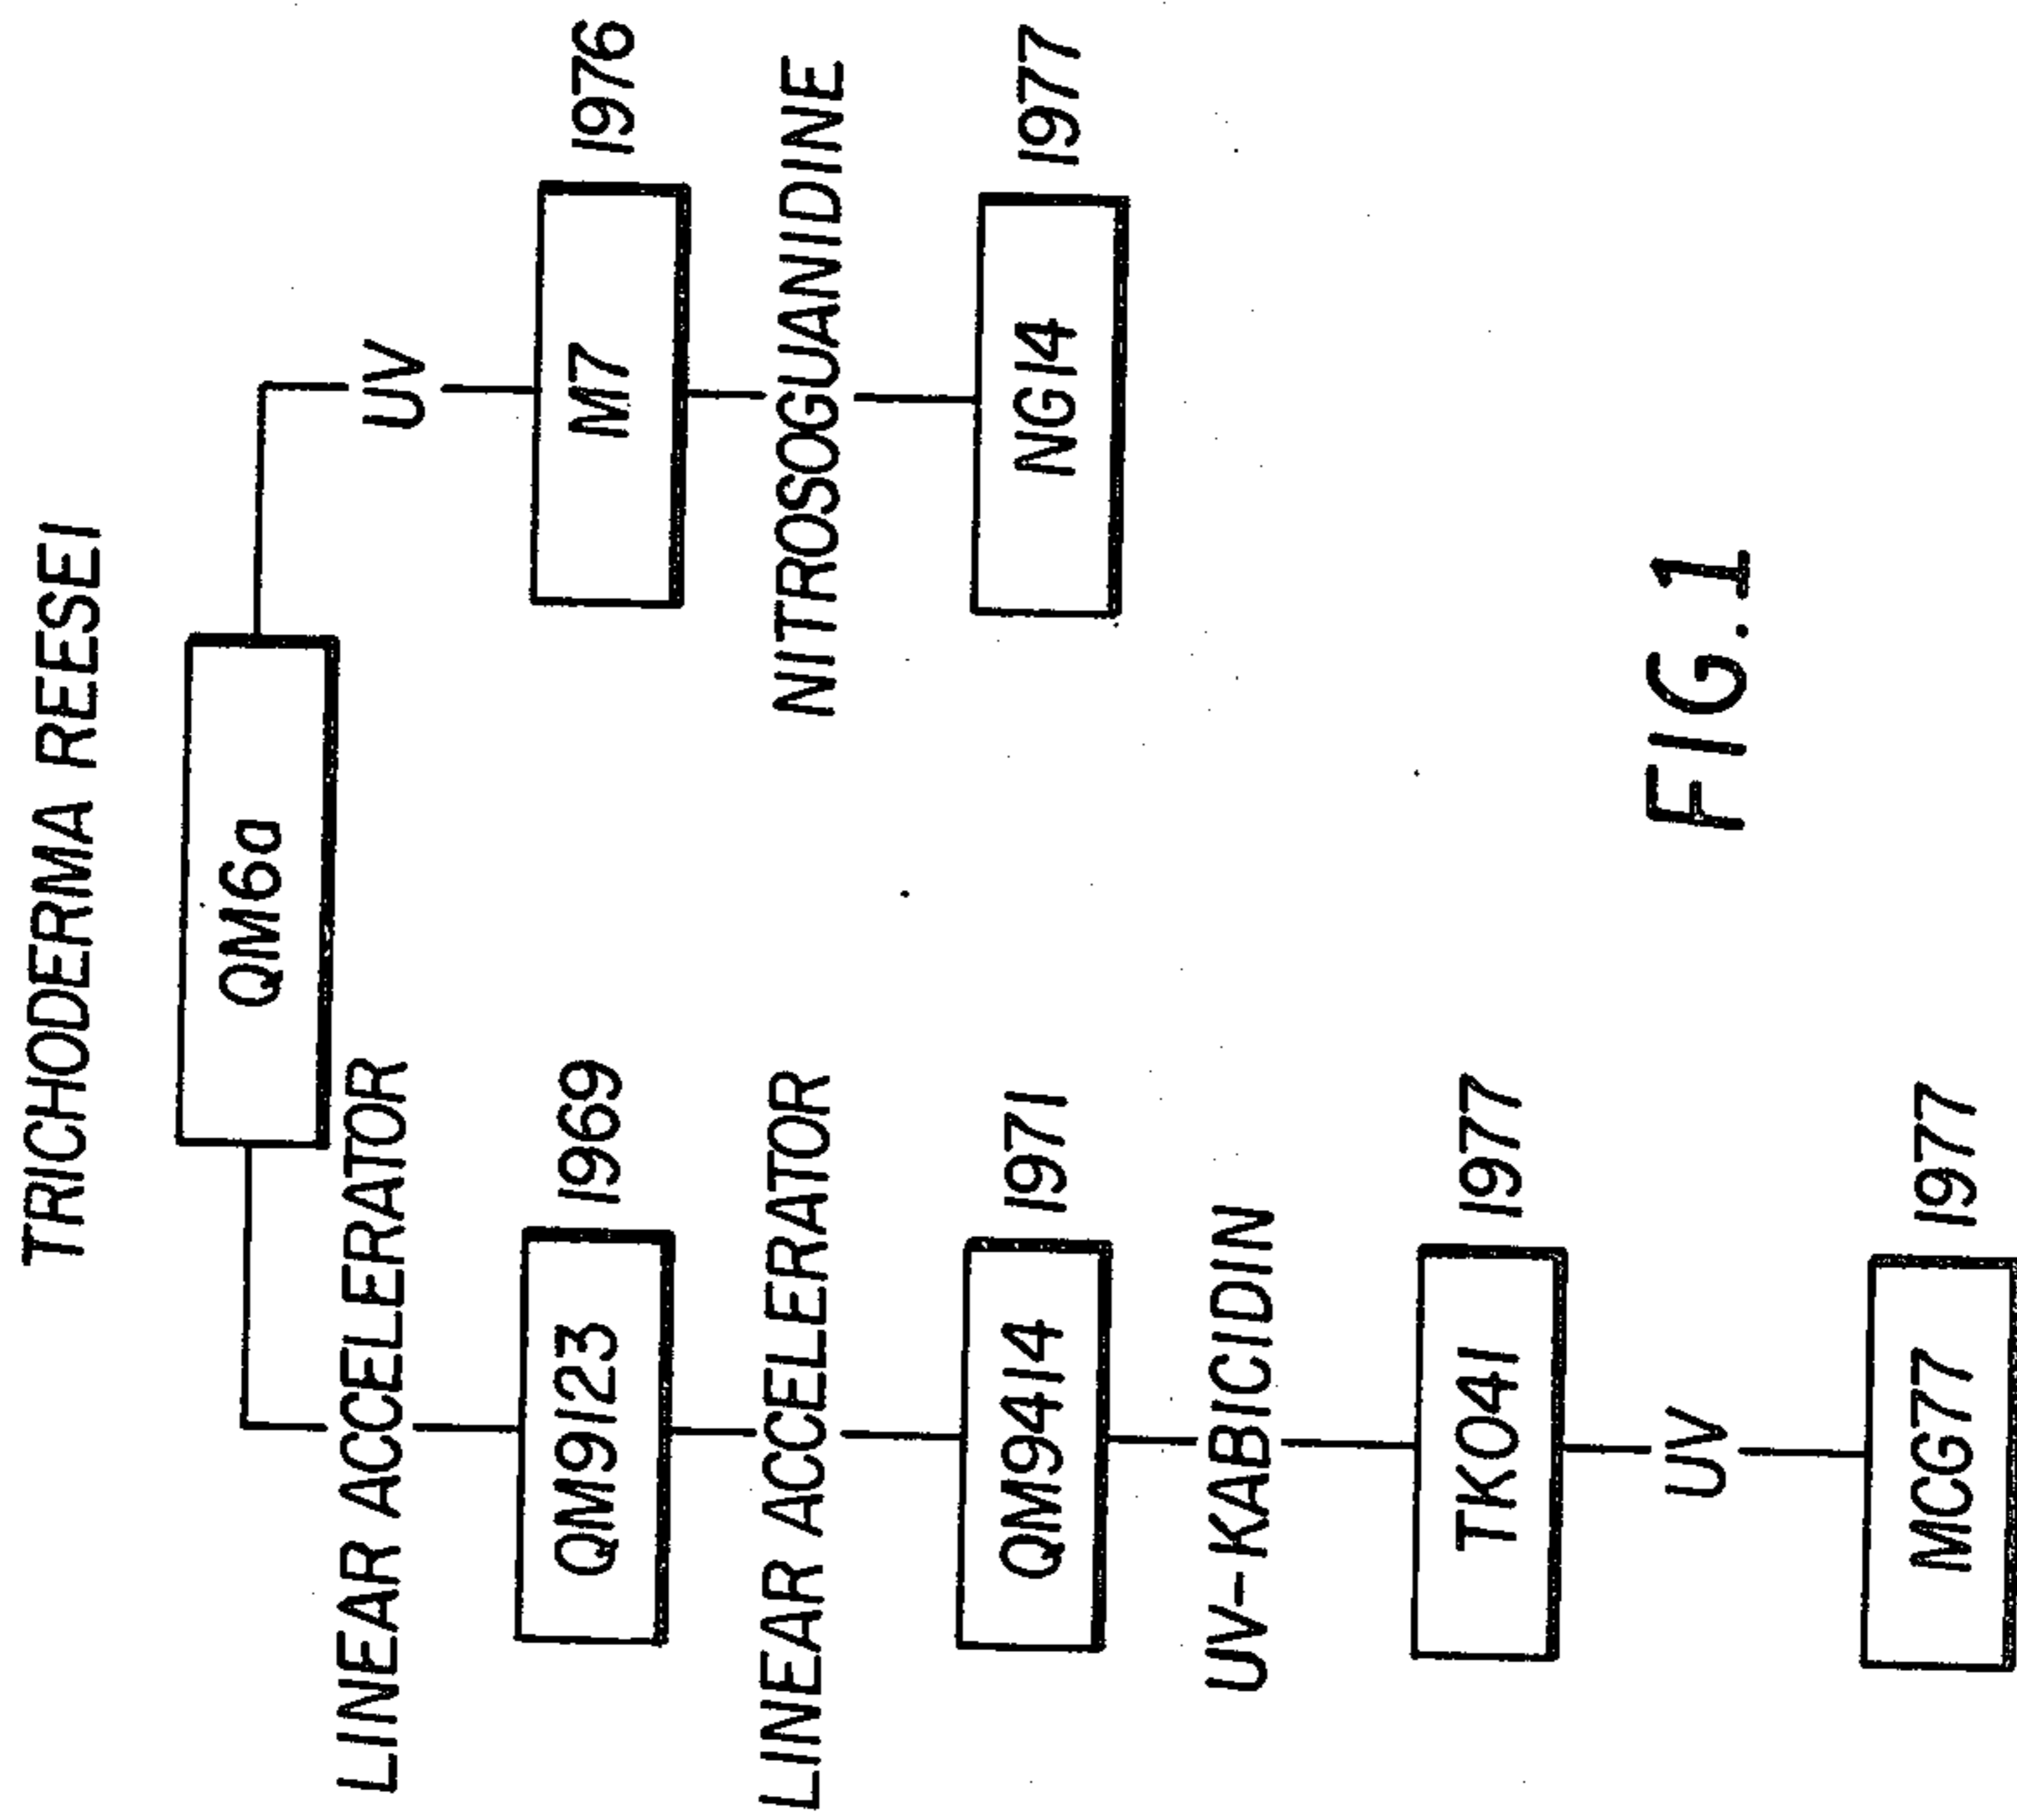 TRICHODERMA REESEI
QM6a
LINEAR ACCELERATOR
UV
QM9123
1969
M7
1976
LINEAR ACCELERATOR
NITROSOGUANIDINE
QM9414
1971
NG14
1977
UV-KABICIDIN
TK041
1977
UV
MCG77
1977
FIG. 1